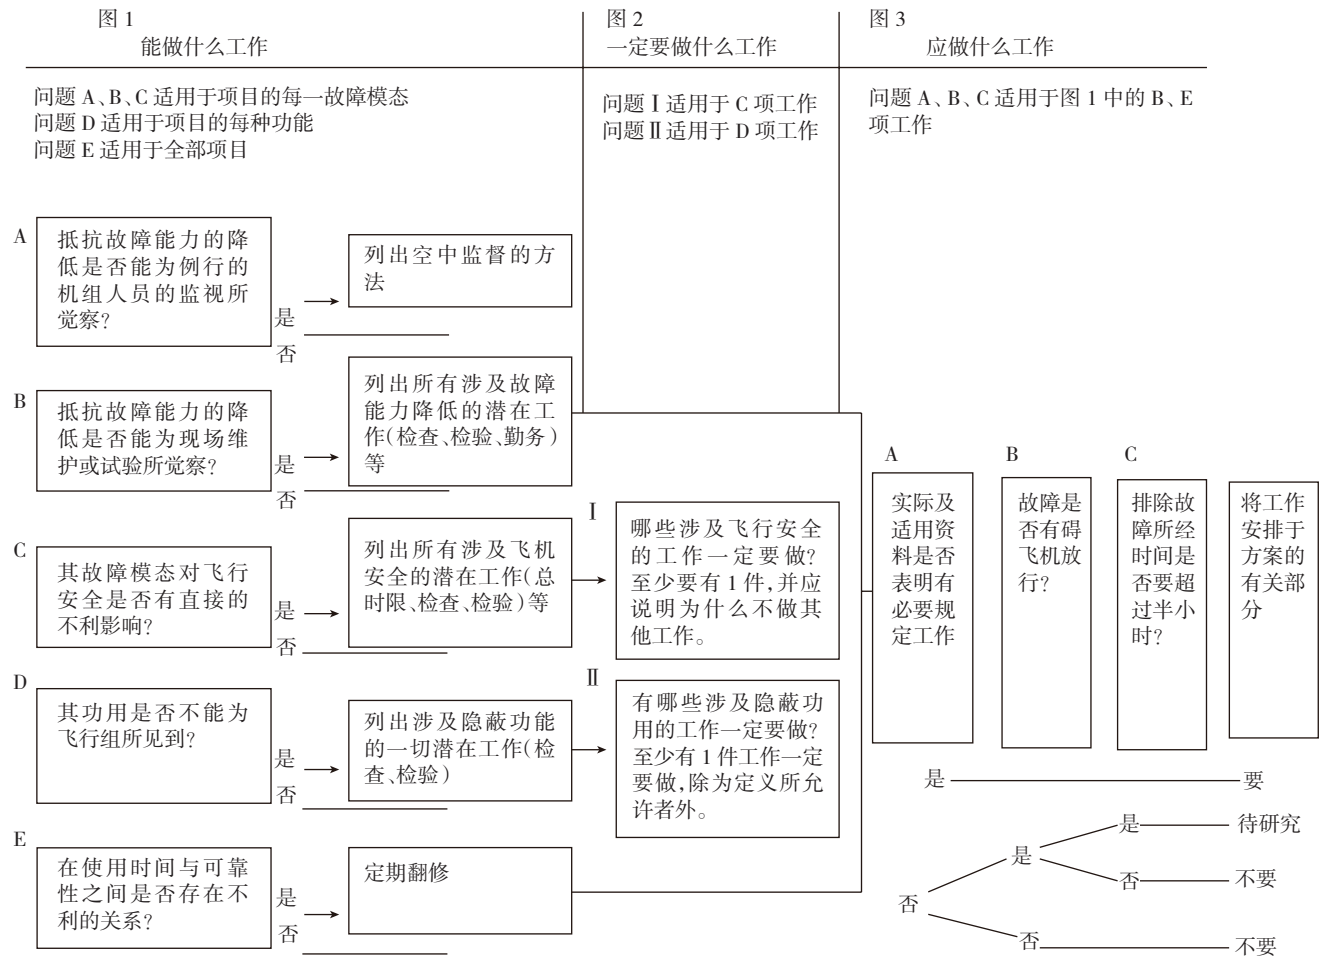 图 1
能做什么工作
问题 A、B、C 适用于项目的每一故障模态
问题 D 适用于项目的每种功能
问题 E 适用于全部项目
A
抵抗故障能力的降
低是否能为例行的
机组人员的监视所
觉察?
是
否
列出空中监督的方
法
B
抵抗故障能力的降
低是否能为现场维
护或试验所觉察?
是
否
列出所有涉及故障
能力降低的潜在工
作(检查、检验、勤务)
等
C
其故障模态对飞行
安全是否有直接的
不利影响?
是
否
列出所有涉及飞机
安全的潜在工作(总
时限、检查、检验)等
D
其功用是否不能为
飞行组所见到?
是
否
列出涉及隐蔽功能
的一切潜在工作(检
查、检验)
E
在使用时间与可靠
性之间是否存在不
利的关系?
是
否
定期翻修
图 2
一定要做什么工作
问题Ⅰ适用于 C 项工作
问题Ⅱ适用于 D 项工作
Ⅰ
哪些涉及飞行安全
的工作一定要做?
至少要有 1 件,并应
说明为什么不做其
他工作。
Ⅱ
有哪些涉及隐蔽功
用的工作一定要做?
至少有 1 件工作一定
要做,除为定义所允
许者外。
图 3
应做什么工作
问题 A、B、C 适用于图 1 中的 B、E
项工作
A
实际及
适用资
料是否
表明有
必要规
定工作
B
故障是
否有碍
飞机放
行?
C
排除故
障所经
时间是
否要超
过半小
时?
将工作
安排于
方案的
有关部
分
是 要
是 待研究
是
否 不要
否
否 不要